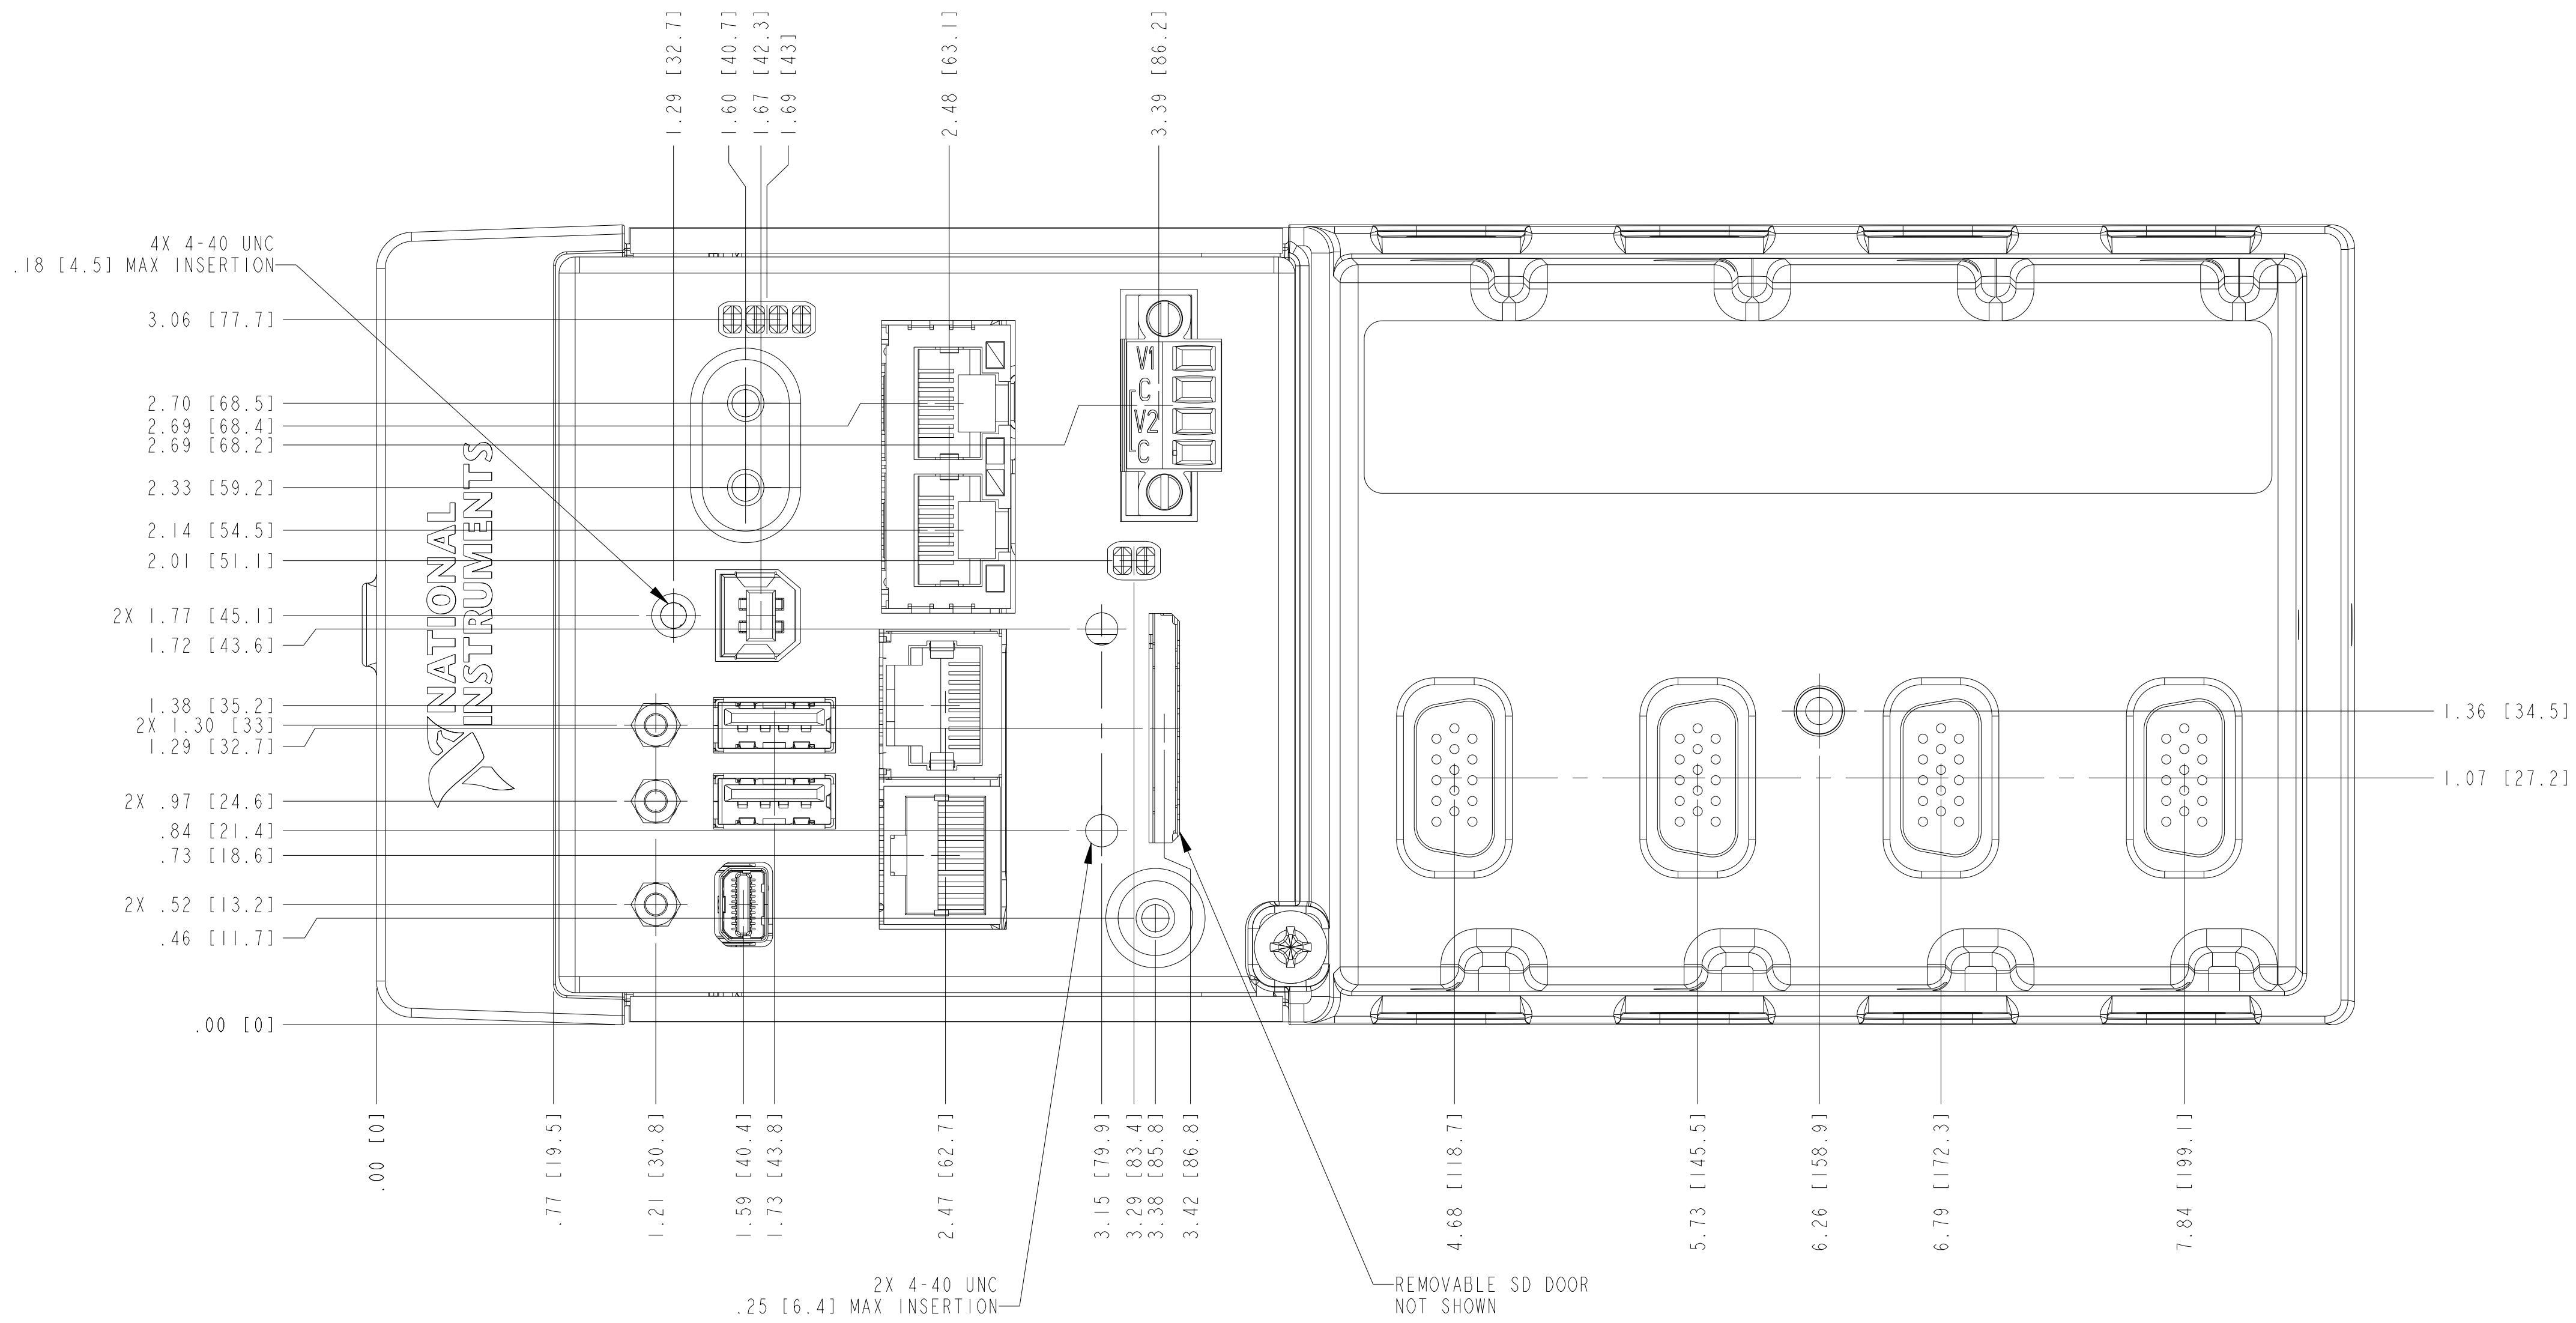 1.29 [32.7]
1.60 [40.7]
1.67 [42.3]
1.69 [43]
2.48 [63.1]
3.39 [86.2]
4X 4-40 UNC
.18 [4.5] MAX INSERTION
3.06 [77.7]
2.70 [68.5]
2.69 [68.4]
2.69 [68.2]
2.33 [59.2]
2.14 [54.5]
2.01 [51.1]
2X 1.77 [45.1]
1.72 [43.6]
1.38 [35.2]
2X 1.30 [33]
1.29 [32.7]
2X .97 [24.6]
.84 [21.4]
.73 [18.6]
2X .52 [13.2]
.46 [11.7]
.00 [0]
NATIONAL
INSTRUMENTS
V1
C
V2
C
1.36 [34.5]
1.07 [27.2]
.00 [0]
.77 [19.5]
1.21 [30.8]
1.59 [40.4]
1.73 [43.8]
2.47 [62.7]
3.15 [79.9]
3.29 [83.4]
3.38 [85.8]
3.42 [86.8]
4.68 [118.7]
5.73 [145.5]
6.26 [158.9]
6.79 [172.3]
7.84 [199.1]
2X 4-40 UNC
.25 [6.4] MAX INSERTION
REMOVABLE SD DOOR
NOT SHOWN